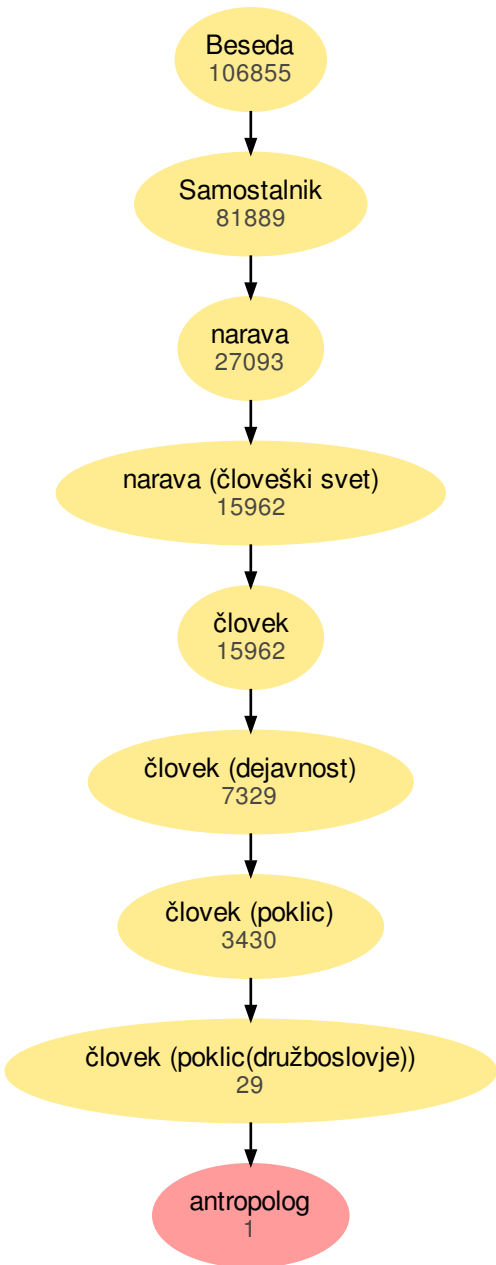 Beseda
106855
Samostalnik
81889
narava
27093
narava (človeški svet)
15962
človek
15962
človek (dejavnost)
7329
človek (poklic)
3430
človek (poklic(družboslovje))
29
antropolog
1